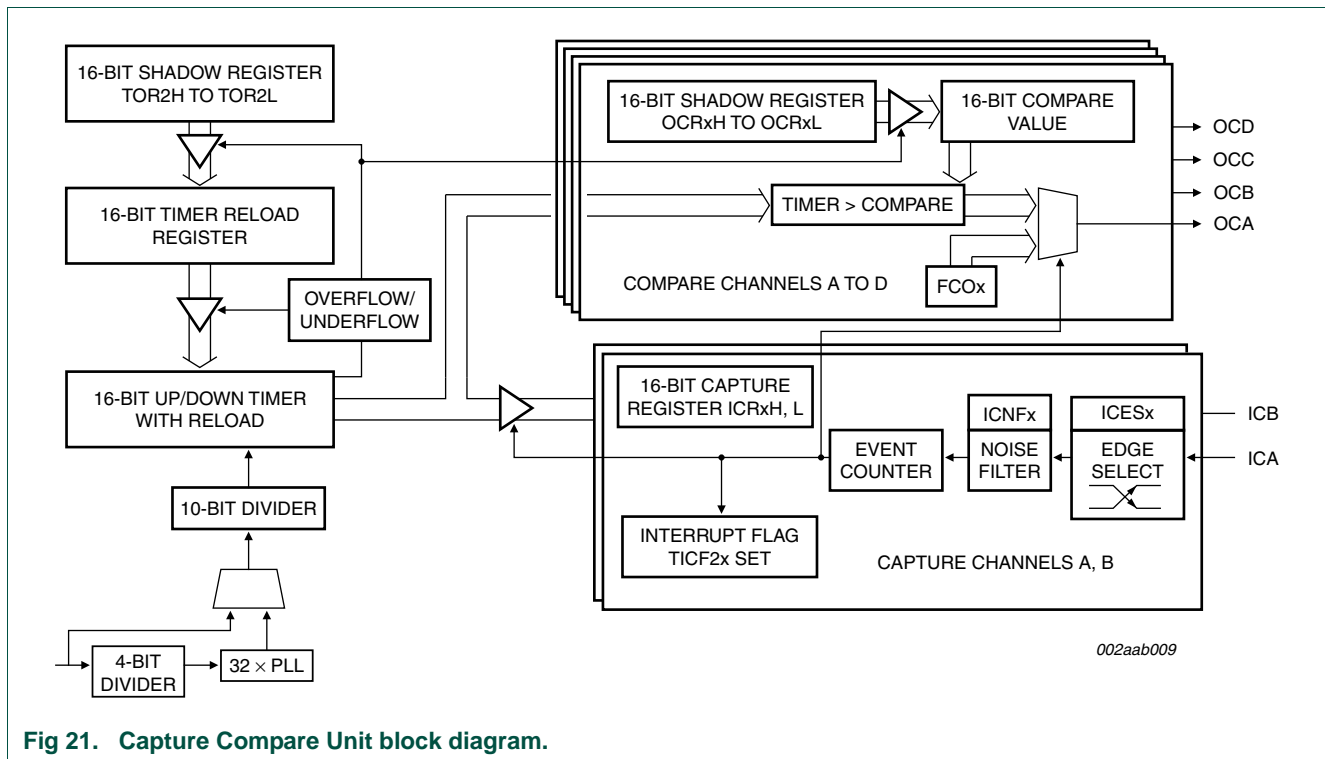 16-BIT SHADOW REGISTER
TOR2H TO TOR2L
16-BIT TIMER RELOAD
REGISTER
OVERFLOW/
UNDERFLOW
16-BIT UP/DOWN TIMER
WITH RELOAD
10-BIT DIVIDER
4-BIT
DIVIDER
32 × PLL
16-BIT SHADOW REGISTER
OCRxH TO OCRxL
16-BIT COMPARE
VALUE
TIMER > COMPARE
FCOx
COMPARE CHANNELS A TO D
OCD
OCC
OCB
OCA
16-BIT CAPTURE
REGISTER ICRxH, L
EVENT
COUNTER
ICNFx
NOISE
FILTER
ICESx
EDGE
SELECT
ICB
ICA
INTERRUPT FLAG
TICF2x SET
CAPTURE CHANNELS A, B
002aab009
Fig 21. Capture Compare Unit block diagram.